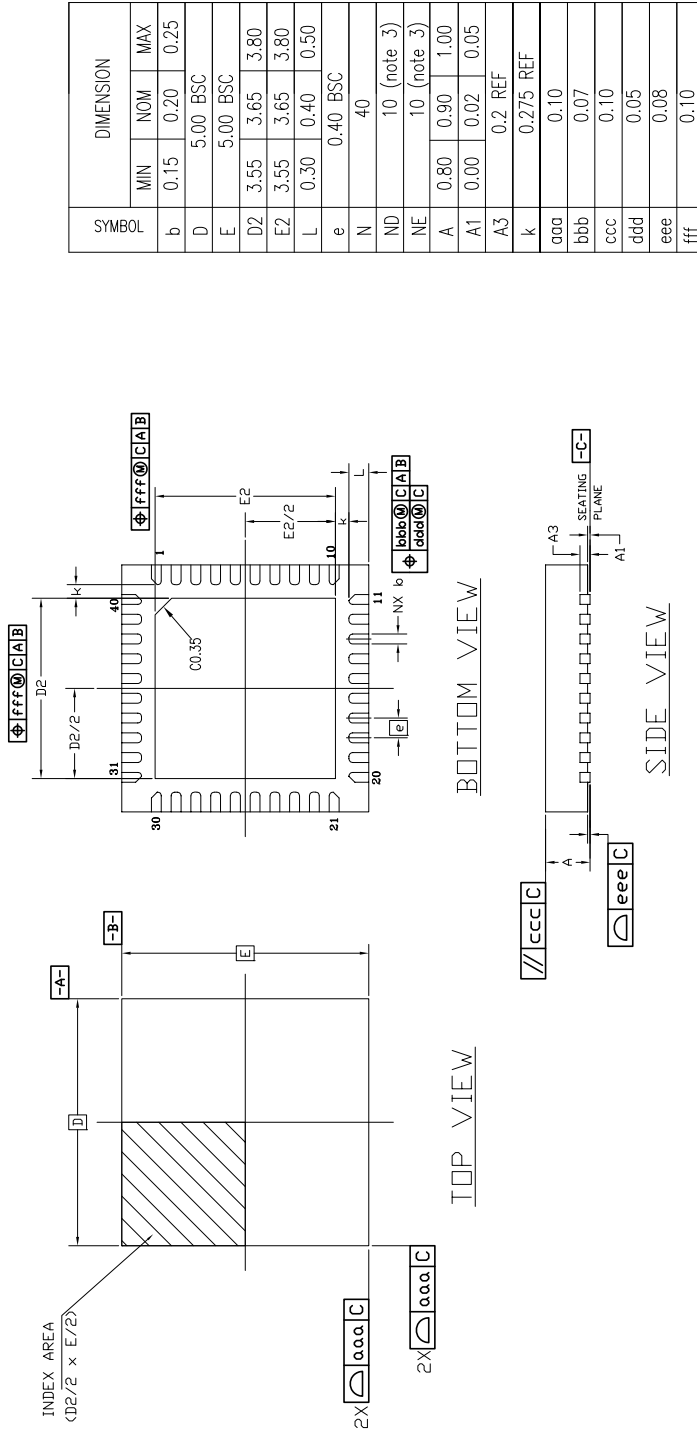 INDEX AREA
(D2/2 x E/2)
D
-A-
-B-
E
2X ⌓ aaa C
2X ⌓ aaa C
TOP VIEW
⌖ fff Ⓜ C A B
D2
D2/2
k
31
40
30
1
C0.35
21
10
20
11
e
NX b
⌖ bbb Ⓜ C A B
ddd Ⓜ C
⌖ fff Ⓜ C A B
E2
E2/2
k
L
BOTTOM VIEW
// ccc C
A
⌓ eee C
A3
SEATING
PLANE
-C-
A1
SIDE VIEW
SYMBOL DIMENSION
MIN NOM MAX
b 0.15 0.20 0.25
D 5.00 BSC
E 5.00 BSC
D2 3.55 3.65 3.80
E2 3.55 3.65 3.80
L 0.30 0.40 0.50
e 0.40 BSC
N 40
ND 10 (note 3)
NE 10 (note 3)
A 0.80 0.90 1.00
A1 0.00 0.02 0.05
A3 0.2 REF
k 0.275 REF
aaa 0.10
bbb 0.07
ccc 0.10
ddd 0.05
eee 0.08
fff 0.10